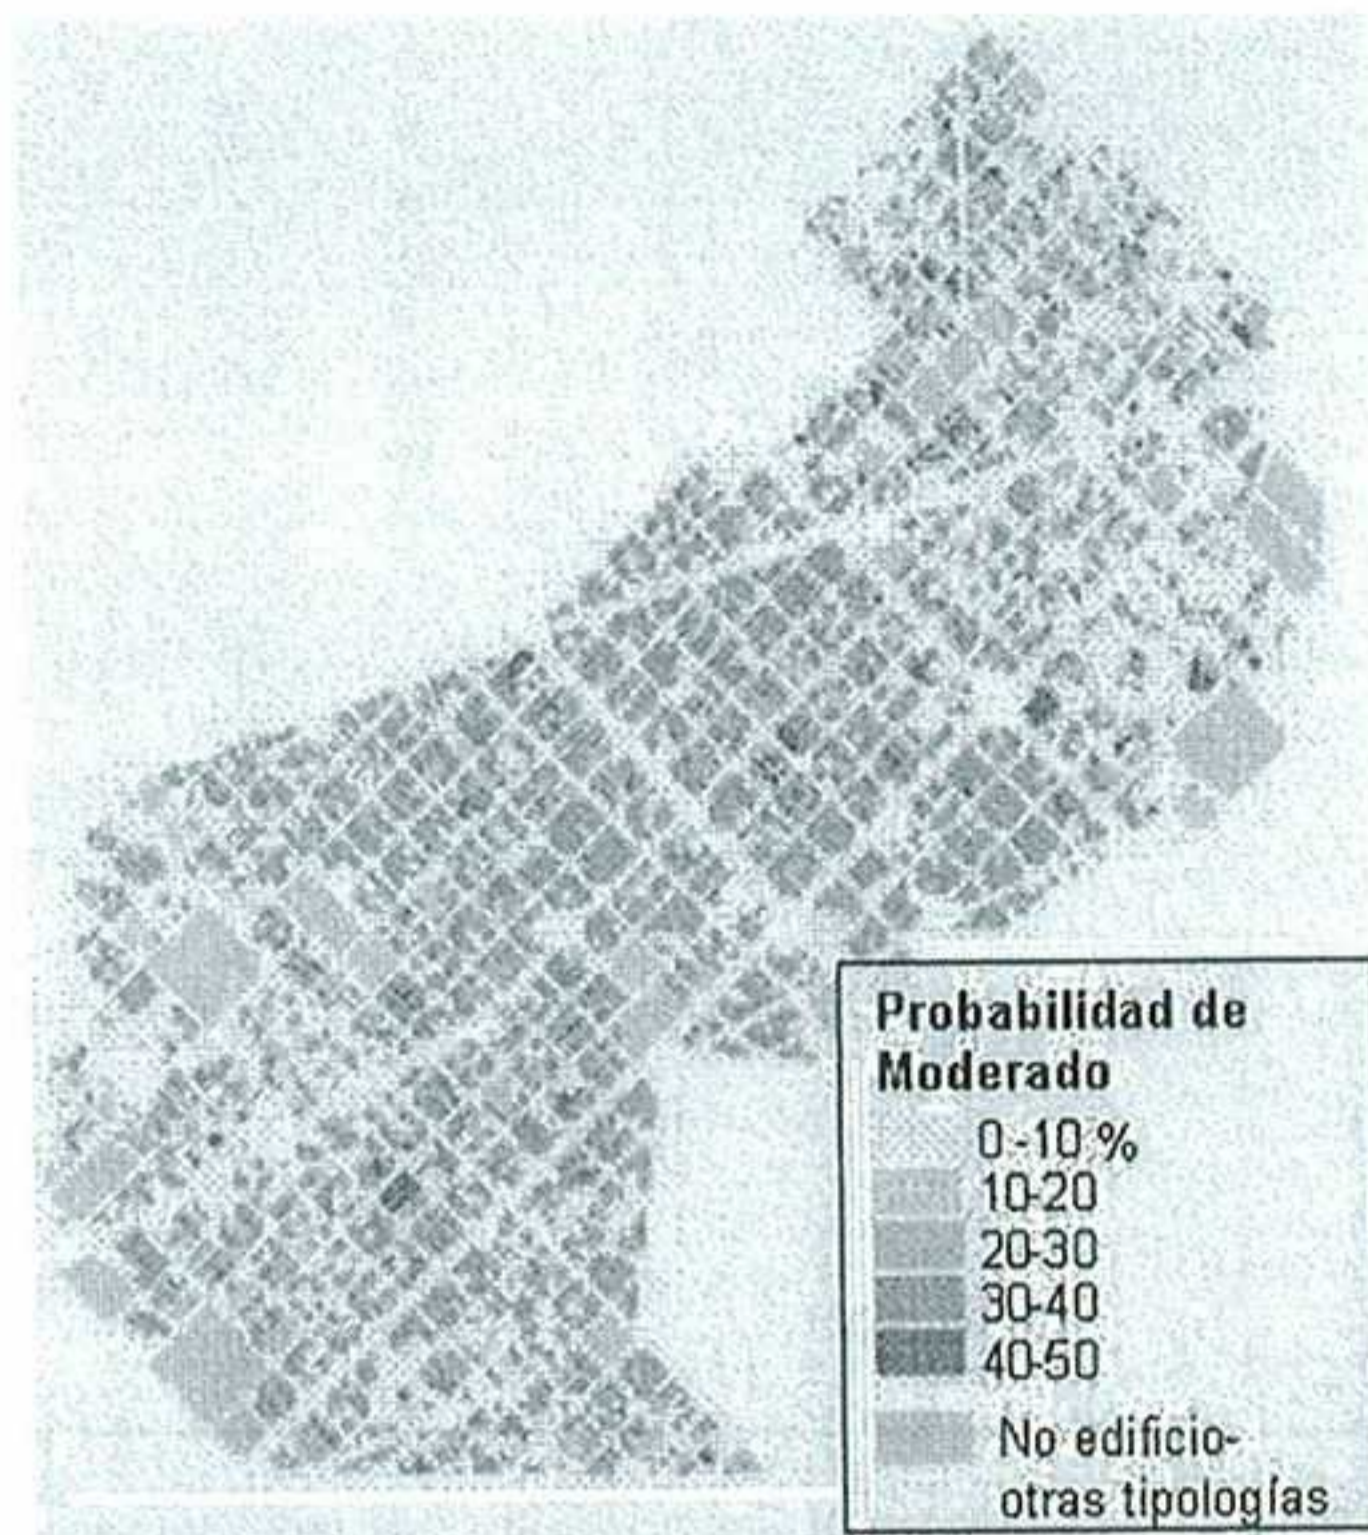 Probabilidad de
Moderado
0-10 %
10-20
20-30
30-40
40-50
No edificio-
otras tipologías